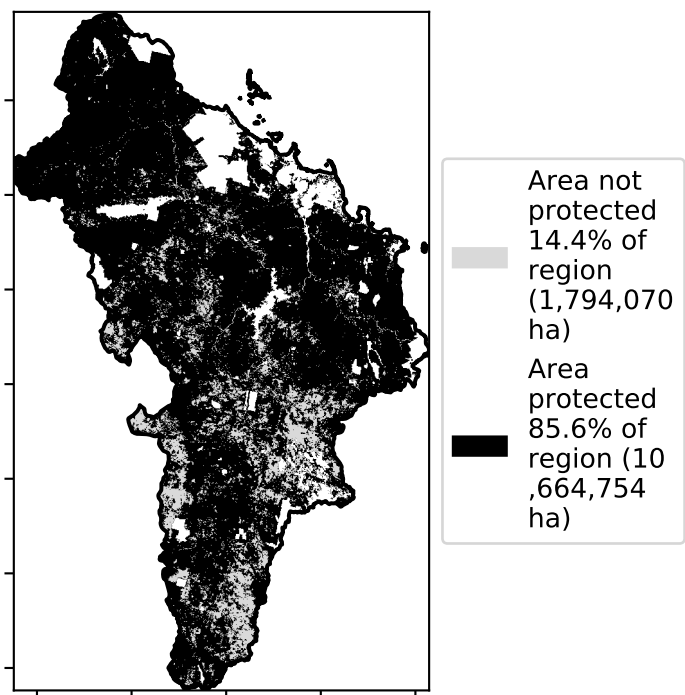 Area not
protected
14.4% of
region
(1,794,070
ha)
Area
protected
85.6% of
region (10
,664,754
ha)